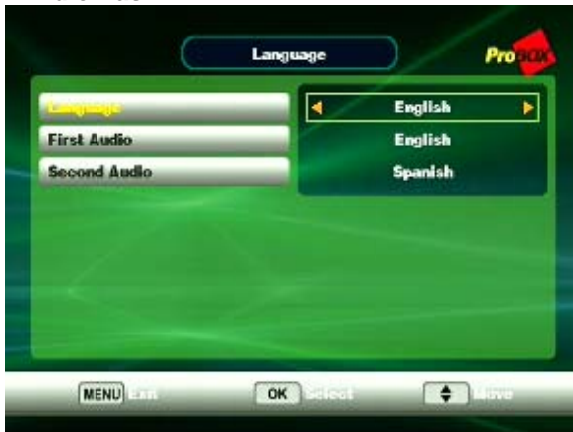 Language
ProBOX
Language English
First Audio English
Second Audio Spanish
MENU Exit OK Select Move